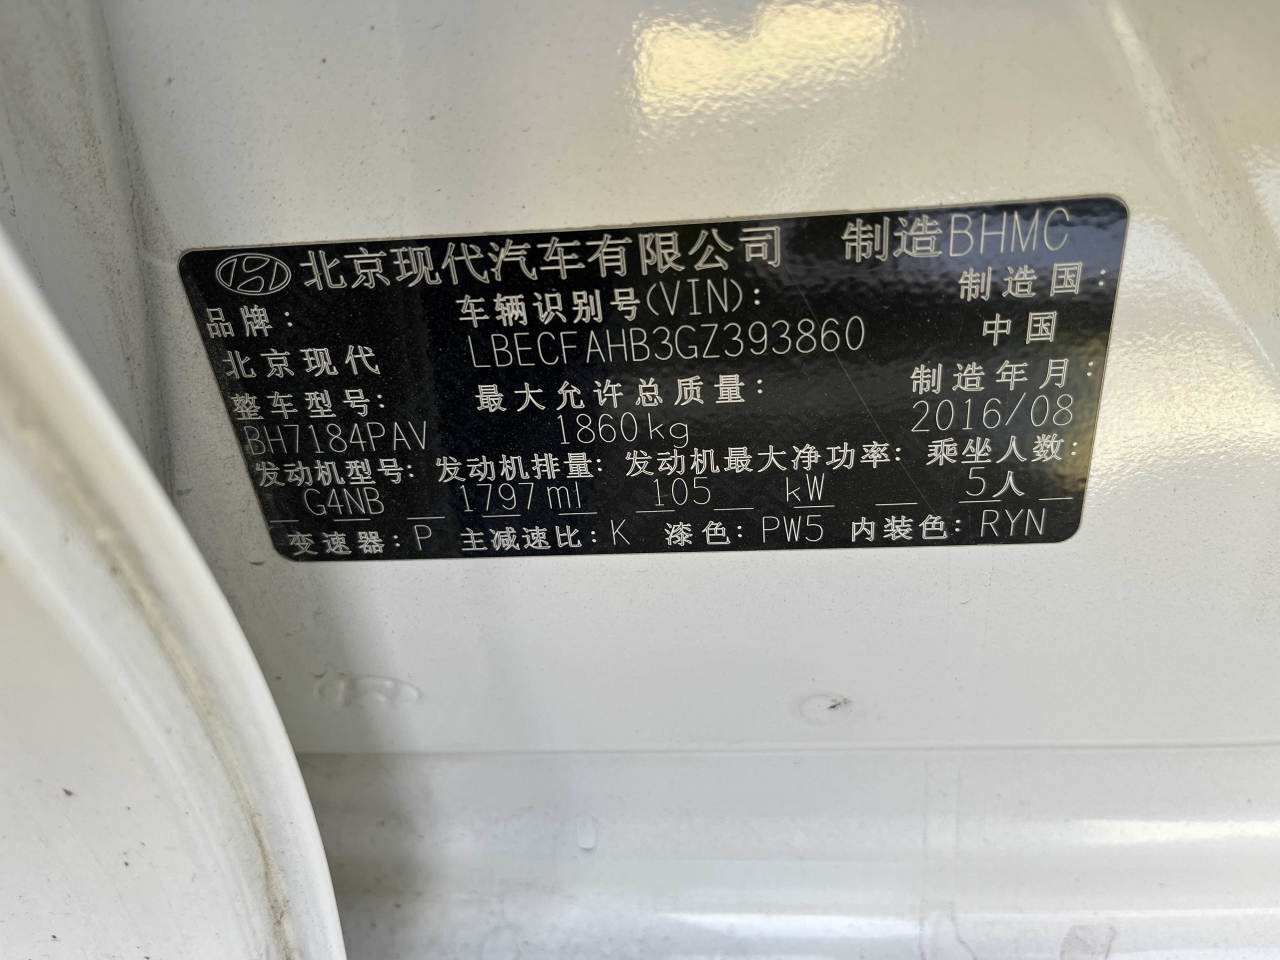 北京现代汽车有限公司 制造BHMC
品牌: 车辆识别号(VIN): 制造国:
北京现代 LBECFAHB3GZ393860 中国
整车型号: 最大允许总质量: 制造年月:
BH7184PAV 1860kg 2016/08
发动机型号: 发动机排量: 发动机最大净功率: 乘坐人数:
G4NB 1797ml 105 kW 5人
变速器: P 主减速比: K 漆色: PW5 内装色: RYN